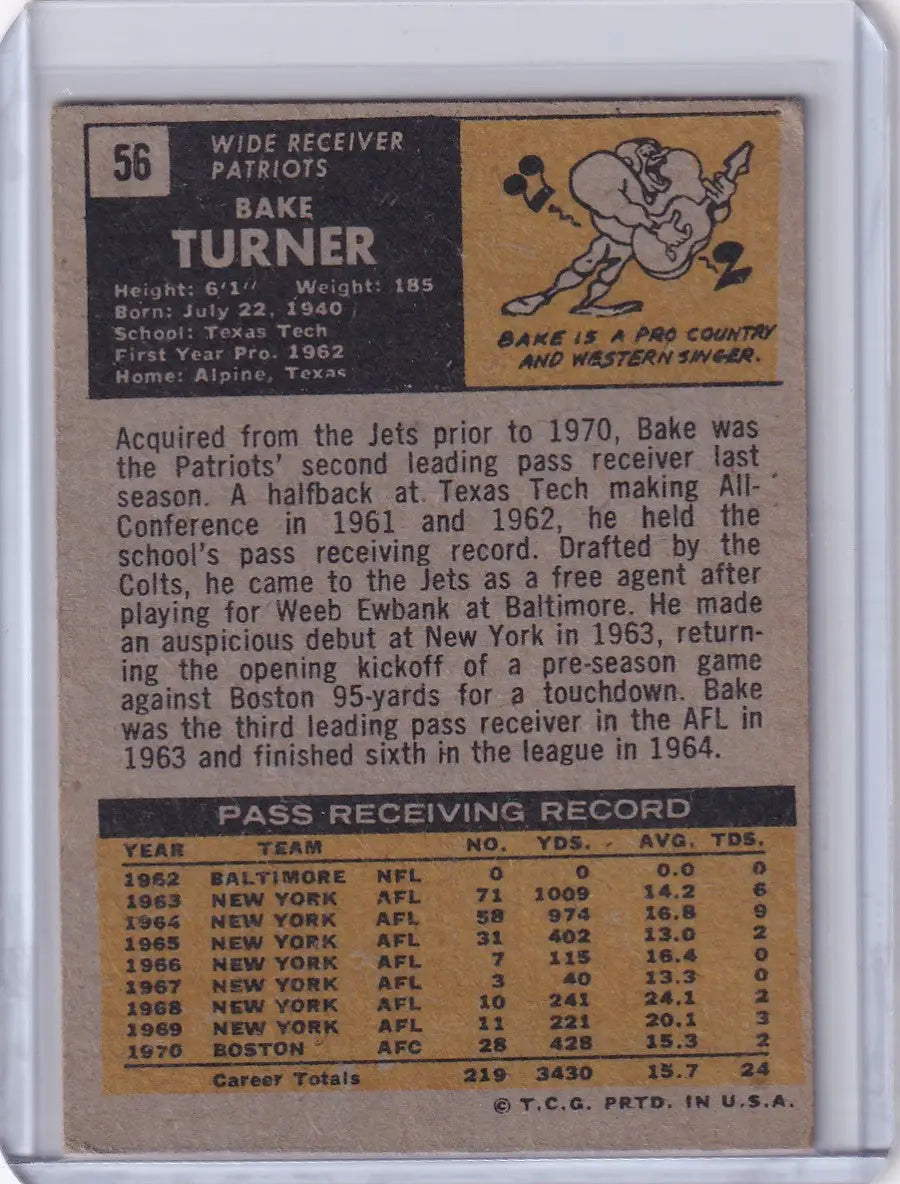 56
WIDE RECEIVER
PATRIOTS
BAKE
TURNER
Height: 6'1" Weight: 185
Born: July 22, 1940
School: Texas Tech
First Year Pro. 1962
Home: Alpine, Texas
BAKE IS A PRO COUNTRY
AND WESTERN SINGER.
Acquired from the Jets prior to 1970, Bake was
the Patriots' second leading pass receiver last
season. A halfback at Texas Tech making All-
Conference in 1961 and 1962, he held the
school's pass receiving record. Drafted by the
Colts, he came to the Jets as a free agent after
playing for Weeb Ewbank at Baltimore. He made
an auspicious debut at New York in 1963, return-
ing the opening kickoff of a pre-season game
against Boston 95-yards for a touchdown. Bake
was the third leading pass receiver in the AFL in
1963 and finished sixth in the league in 1964.
PASS RECEIVING RECORD
YEAR TEAM NO. YDS. AVG. TDS.
1962 BALTIMORE NFL 0 0 0.0 0
1963 NEW YORK AFL 71 1009 14.2 6
1964 NEW YORK AFL 58 974 16.8 9
1965 NEW YORK AFL 31 402 13.0 2
1966 NEW YORK AFL 7 115 16.4 0
1967 NEW YORK AFL 3 40 13.3 0
1968 NEW YORK AFL 10 241 24.1 2
1969 NEW YORK AFL 11 221 20.1 3
1970 BOSTON AFC 28 428 15.3 2
Career Totals 219 3430 15.7 24
© T.C.G. PRTD. IN U.S.A.